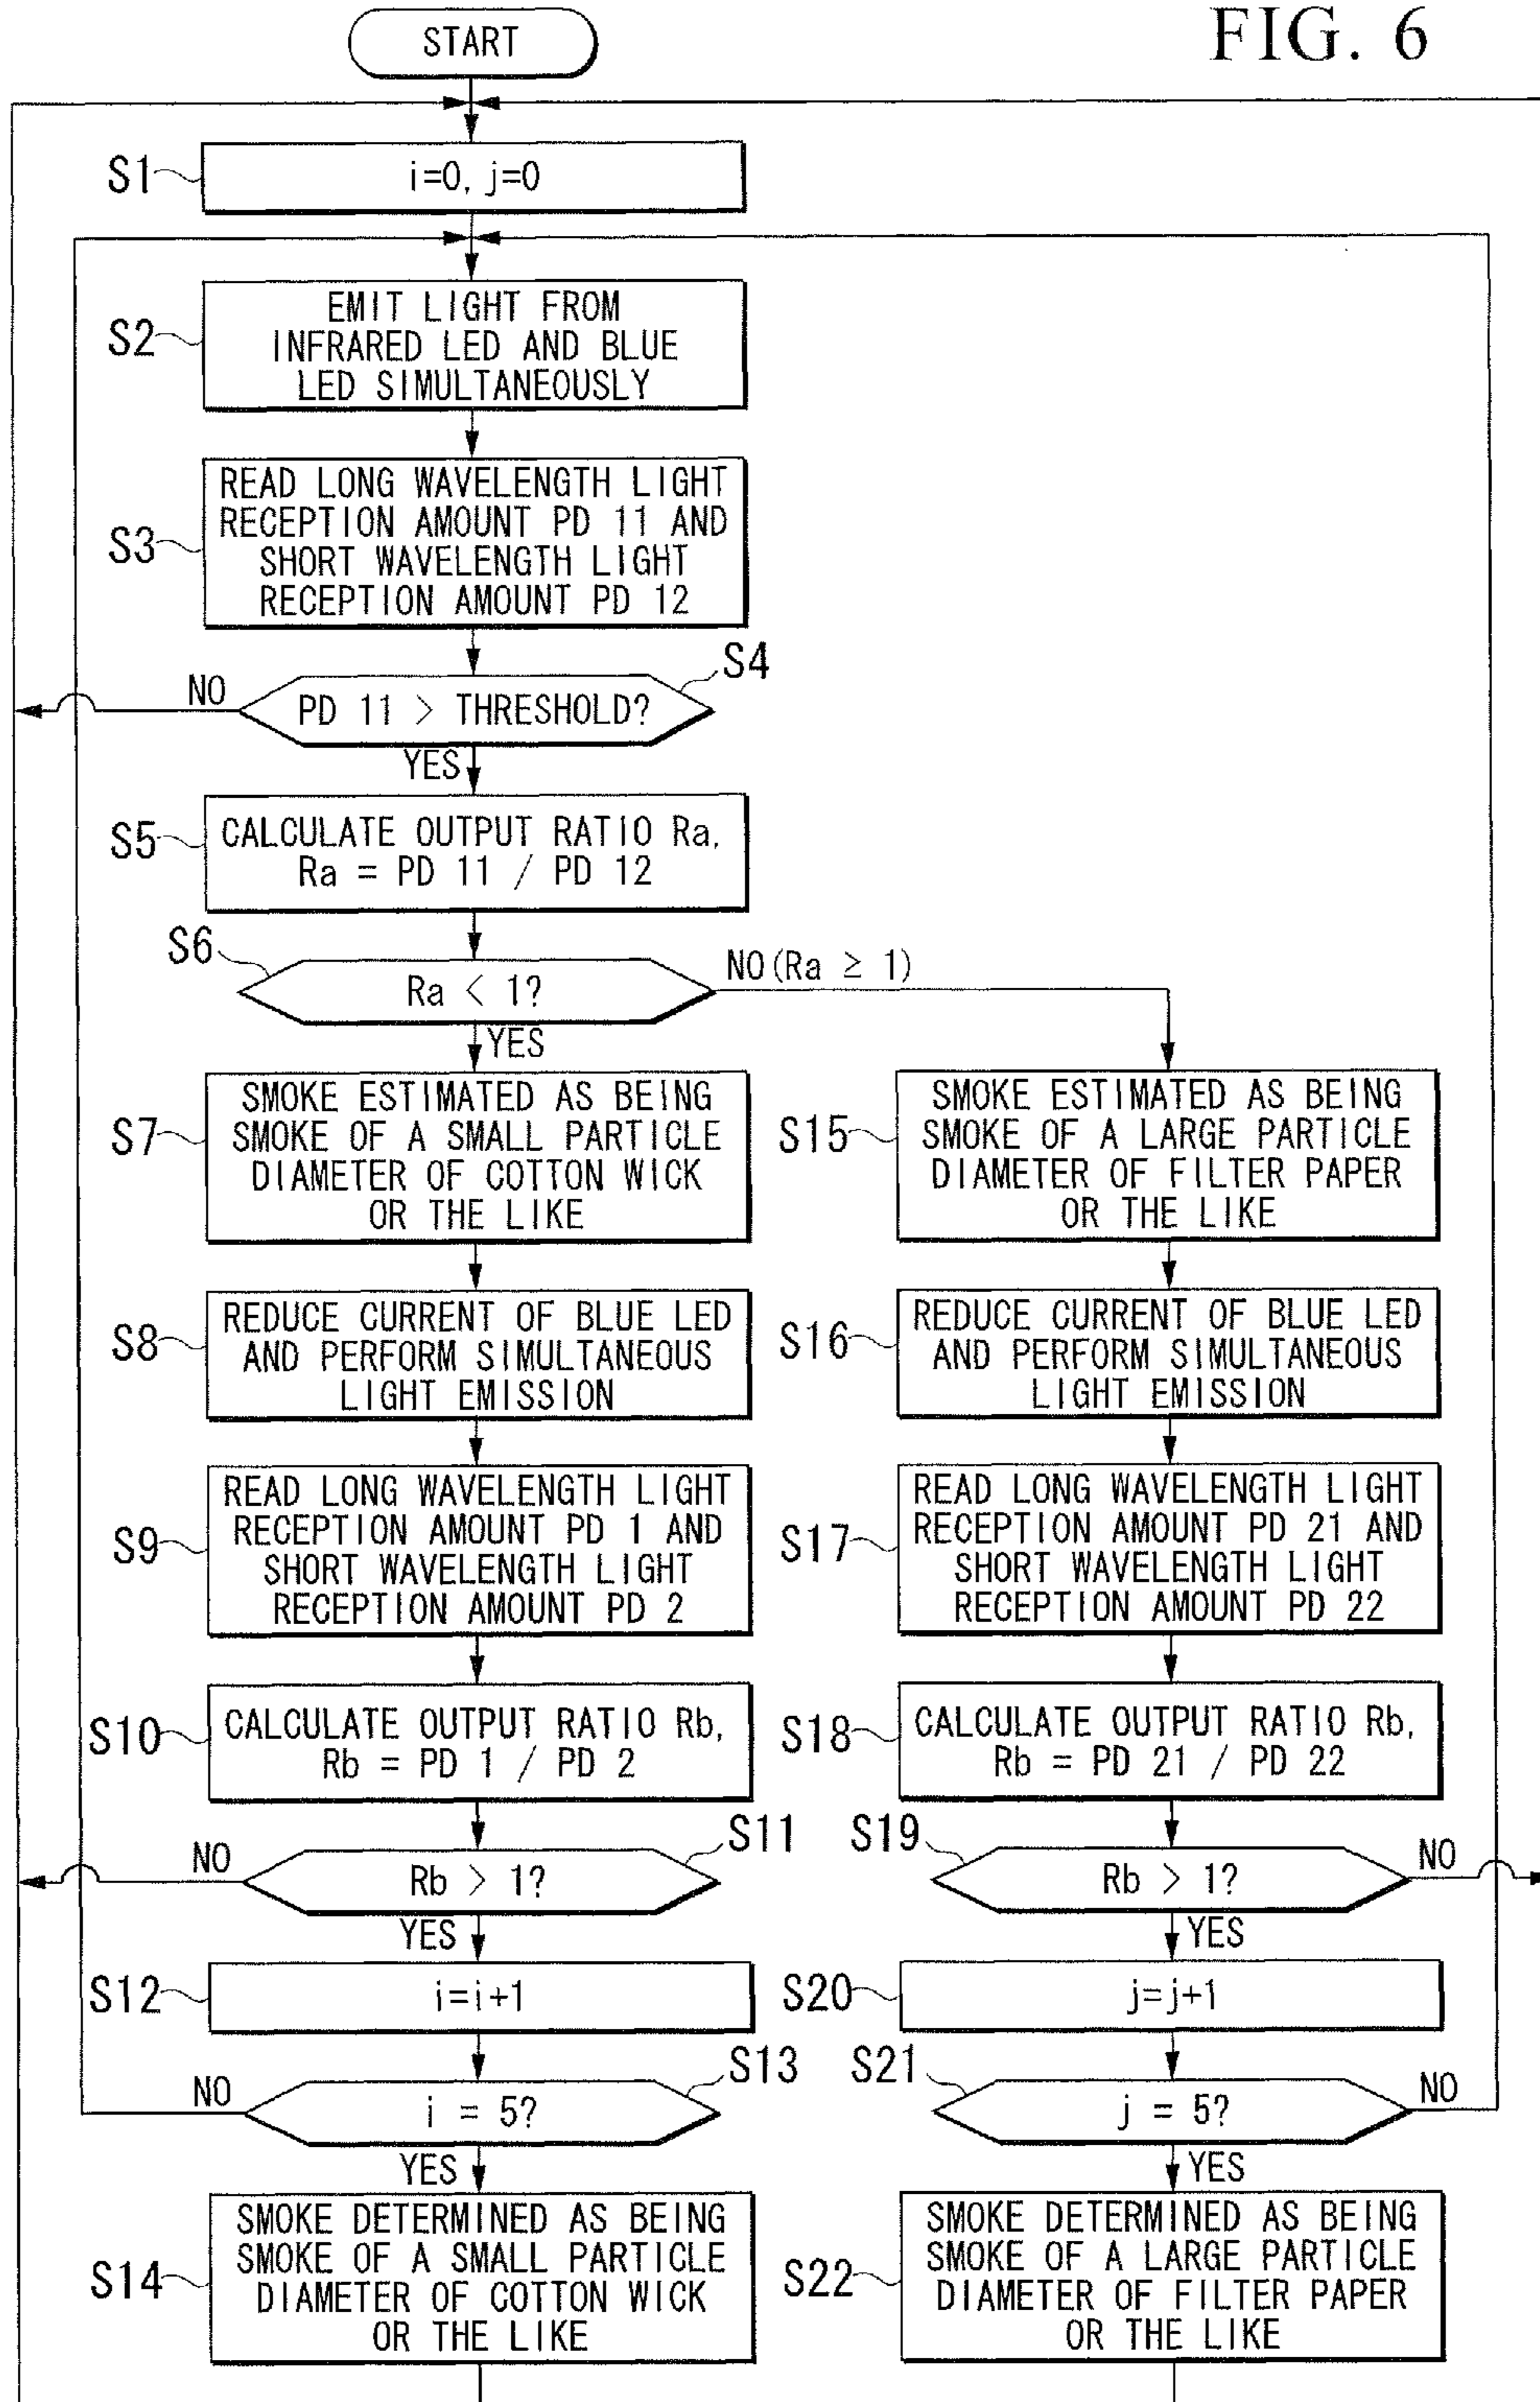 FIG. 6
START
S1
i=0, j=0
S2
EMIT LIGHT FROM
INFRARED LED AND BLUE
LED SIMULTANEOUSLY
S3
READ LONG WAVELENGTH LIGHT
RECEPTION AMOUNT PD 11 AND
SHORT WAVELENGTH LIGHT
RECEPTION AMOUNT PD 12
S4
PD 11 > THRESHOLD?
NO
YES
S5
CALCULATE OUTPUT RATIO Ra,
Ra = PD 11 / PD 12
S6
Ra < 1?
NO (Ra ≥ 1)
YES
S7
SMOKE ESTIMATED AS BEING
SMOKE OF A SMALL PARTICLE
DIAMETER OF COTTON WICK
OR THE LIKE
S8
REDUCE CURRENT OF BLUE LED
AND PERFORM SIMULTANEOUS
LIGHT EMISSION
S9
READ LONG WAVELENGTH LIGHT
RECEPTION AMOUNT PD 1 AND
SHORT WAVELENGTH LIGHT
RECEPTION AMOUNT PD 2
S10
CALCULATE OUTPUT RATIO Rb,
Rb = PD 1 / PD 2
S11
Rb > 1?
NO
YES
S12
i=i+1
S13
i = 5?
NO
YES
S14
SMOKE DETERMINED AS BEING
SMOKE OF A SMALL PARTICLE
DIAMETER OF COTTON WICK
OR THE LIKE
S15
SMOKE ESTIMATED AS BEING
SMOKE OF A LARGE PARTICLE
DIAMETER OF FILTER PAPER
OR THE LIKE
S16
REDUCE CURRENT OF BLUE LED
AND PERFORM SIMULTANEOUS
LIGHT EMISSION
S17
READ LONG WAVELENGTH LIGHT
RECEPTION AMOUNT PD 21 AND
SHORT WAVELENGTH LIGHT
RECEPTION AMOUNT PD 22
S18
CALCULATE OUTPUT RATIO Rb,
Rb = PD 21 / PD 22
S19
Rb > 1?
NO
YES
S20
j=j+1
S21
j = 5?
NO
YES
S22
SMOKE DETERMINED AS BEING
SMOKE OF A LARGE PARTICLE
DIAMETER OF FILTER PAPER
OR THE LIKE